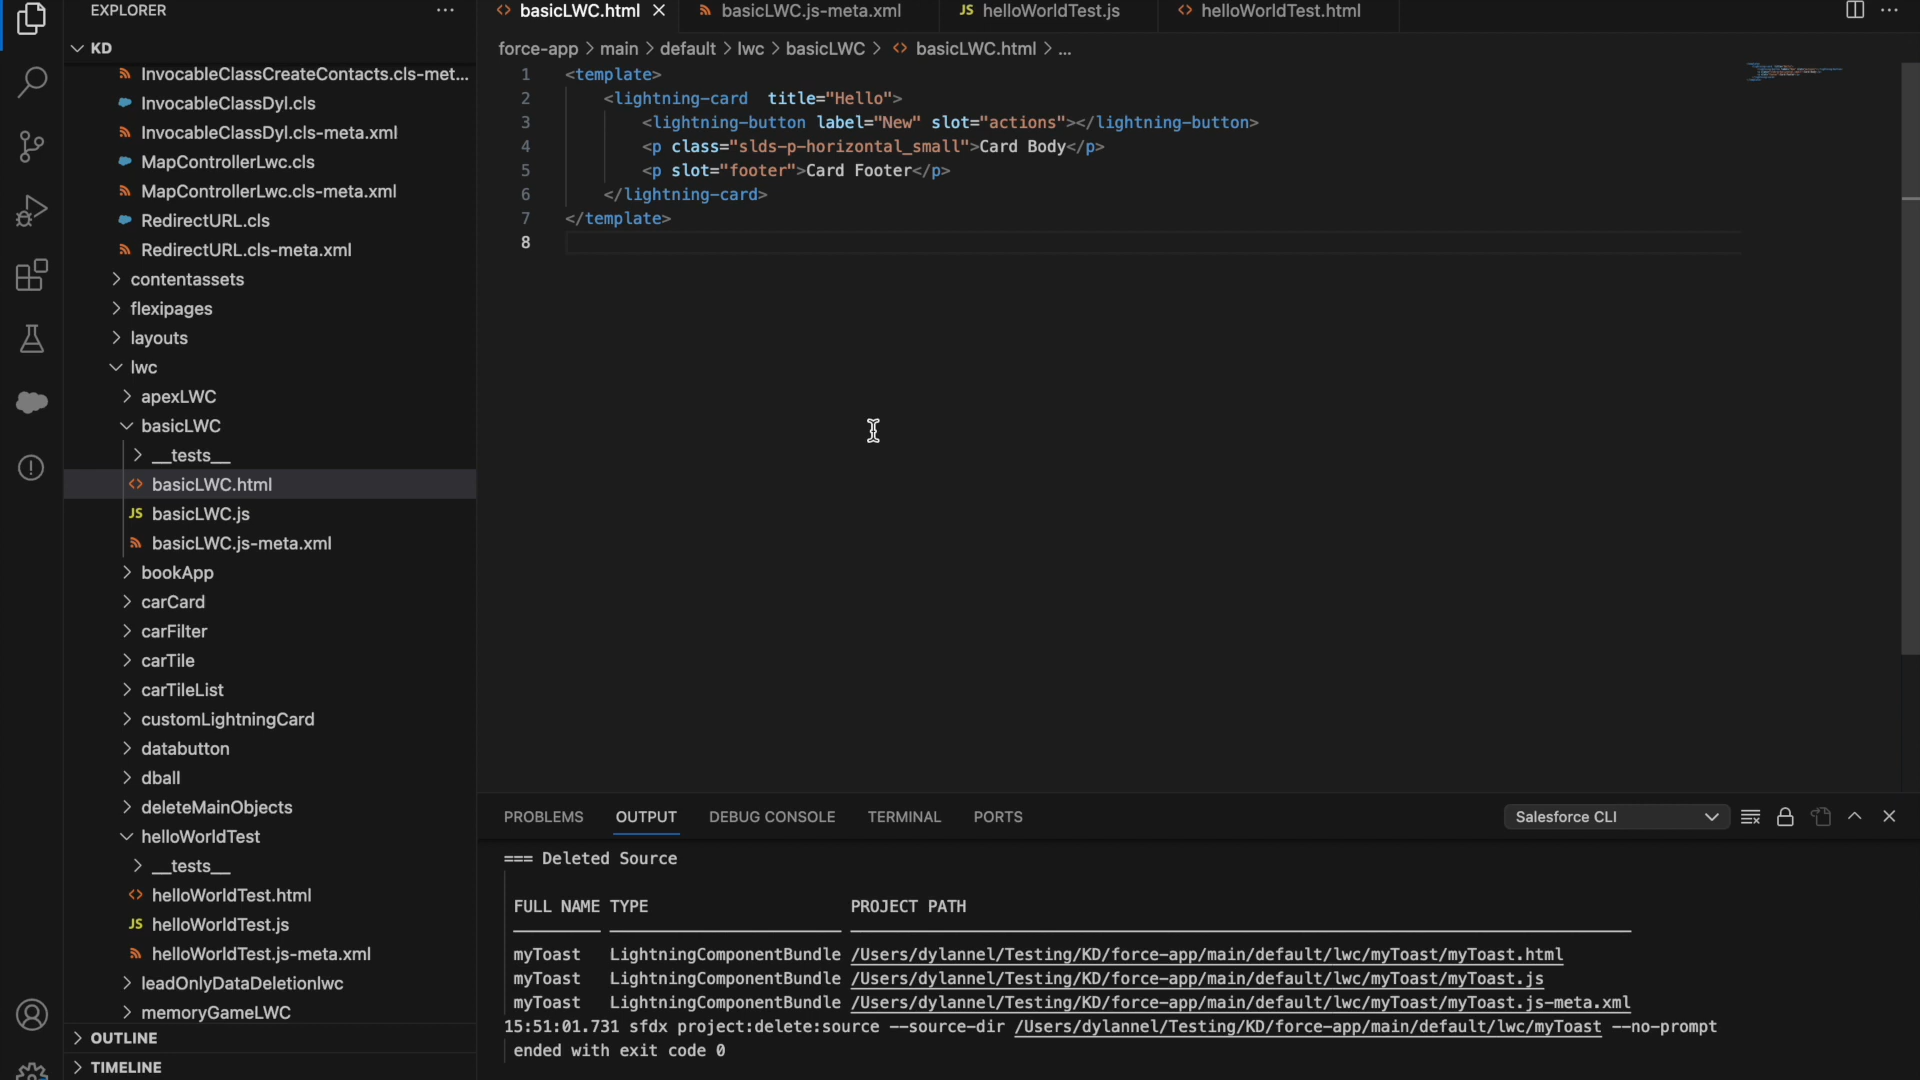 EXPLORER
KD
InvocableClassCreateContacts.cls-met...
InvocableClassDyl.cls
InvocableClassDyl.cls-meta.xml
MapControllerLwc.cls
MapControllerLwc.cls-meta.xml
RedirectURL.cls
RedirectURL.cls-meta.xml
contentassets
flexipages
layouts
lwc
apexLWC
basicLWC
__tests__
basicLWC.html
JS basicLWC.js
basicLWC.js-meta.xml
bookApp
carCard
carFilter
carTile
carTileList
customLightningCard
databutton
dball
deleteMainObjects
helloWorldTest
__tests__
helloWorldTest.html
JS helloWorldTest.js
helloWorldTest.js-meta.xml
leadOnlyDataDeletionlwc
memoryGameLWC
OUTLINE
TIMELINE
basicLWC.html basicLWC.js-meta.xml JS helloWorldTest.js helloWorldTest.html
force-app > main > default > lwc > basicLWC > basicLWC.html > ...
1 <template>
2 <lightning-card  title="Hello">
3 <lightning-button label="New" slot="actions"></lightning-button>
4 <p class="slds-p-horizontal_small">Card Body</p>
5 <p slot="footer">Card Footer</p>
6 </lightning-card>
7 </template>
8
PROBLEMS OUTPUT DEBUG CONSOLE TERMINAL PORTS Salesforce CLI
=== Deleted Source
FULL NAME TYPE PROJECT PATH
myToast LightningComponentBundle /Users/dylannel/Testing/KD/force-app/main/default/lwc/myToast/myToast.html
myToast LightningComponentBundle /Users/dylannel/Testing/KD/force-app/main/default/lwc/myToast/myToast.js
myToast LightningComponentBundle /Users/dylannel/Testing/KD/force-app/main/default/lwc/myToast/myToast.js-meta.xml
15:51:01.731 sfdx project:delete:source --source-dir /Users/dylannel/Testing/KD/force-app/main/default/lwc/myToast --no-prompt
ended with exit code 0